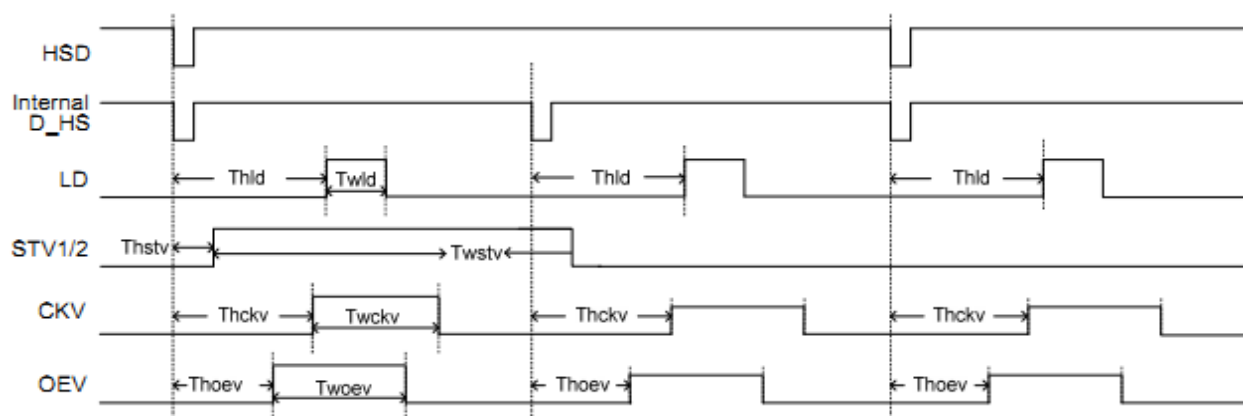 HSD
Internal
D_HS
LD
Thld
Twld
Thld
Thld
STV1/2
Thstv
Twstv
CKV
Thckv
Twckv
Thckv
Thckv
OEV
Thoev
Twoev
Thoev
Thoev